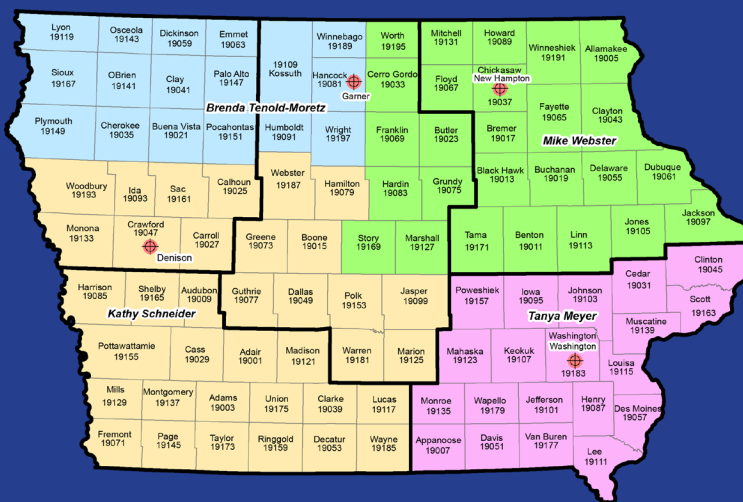 Lyon
19119
Osceola
19143
Dickinson
19059
Emmet
19063
Winnebago
19189
Worth
19195
Mitchell
19131
Howard
19089
Winneshiek
19191
Allamakee
19005
Sioux
19167
OBrien
19141
Clay
19041
Palo Alto
19147
19109
Kossuth
Hancock
19081
Garner
Cerro Gordo
19033
Floyd
19067
Chickasaw
New Hampton
19037
Brenda Tenold-Moretz
Plymouth
19149
Cherokee
19035
Buena Vista
19021
Pocahontas
19151
Humboldt
19091
Wright
19197
Franklin
19069
Butler
19023
Bremer
19017
Fayette
19065
Clayton
19043
Mike Webster
Woodbury
19193
Ida
19093
Sac
19161
Calhoun
19025
Webster
19187
Hamilton
19079
Hardin
19083
Grundy
19075
Black Hawk
19013
Buchanan
19019
Delaware
19055
Dubuque
19061
Monona
19133
Crawford
19047
Denison
Carroll
19027
Greene
19073
Boone
19015
Story
19169
Marshall
19127
Tama
19171
Benton
19011
Linn
19113
Jones
19105
Jackson
19097
Harrison
19085
Shelby
19165
Audubon
19009
Kathy Schneider
Guthrie
19077
Dallas
19049
Polk
19153
Jasper
19099
Poweshiek
19157
Iowa
19095
Johnson
19103
Cedar
19031
Clinton
19045
Scott
19163
Tanya Meyer
Muscatine
19139
Pottawattamie
19155
Cass
19029
Adair
19001
Madison
19121
Warren
19181
Marion
19125
Mahaska
19123
Keokuk
19107
Washington
Washington
19183
Louisa
19115
Mills
19129
Montgomery
19137
Adams
19003
Union
19175
Clarke
19039
Lucas
19117
Monroe
19135
Wapello
19179
Jefferson
19101
Henry
19087
Des Moines
19057
Fremont
19071
Page
19145
Taylor
19173
Ringgold
19159
Decatur
19053
Wayne
19185
Appanoose
19007
Davis
19051
Van Buren
19177
Lee
19111